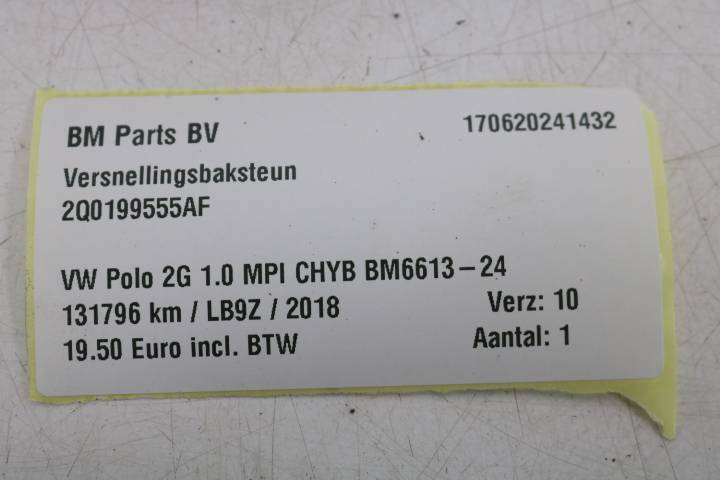 BM Parts BV 170620241432
Versnellingsbaksteun
2Q0199555AF
VW Polo 2G 1.0 MPI CHYB BM6613-24
131796 km / LB9Z / 2018 Verz: 10
19.50 Euro incl. BTW Aantal: 1